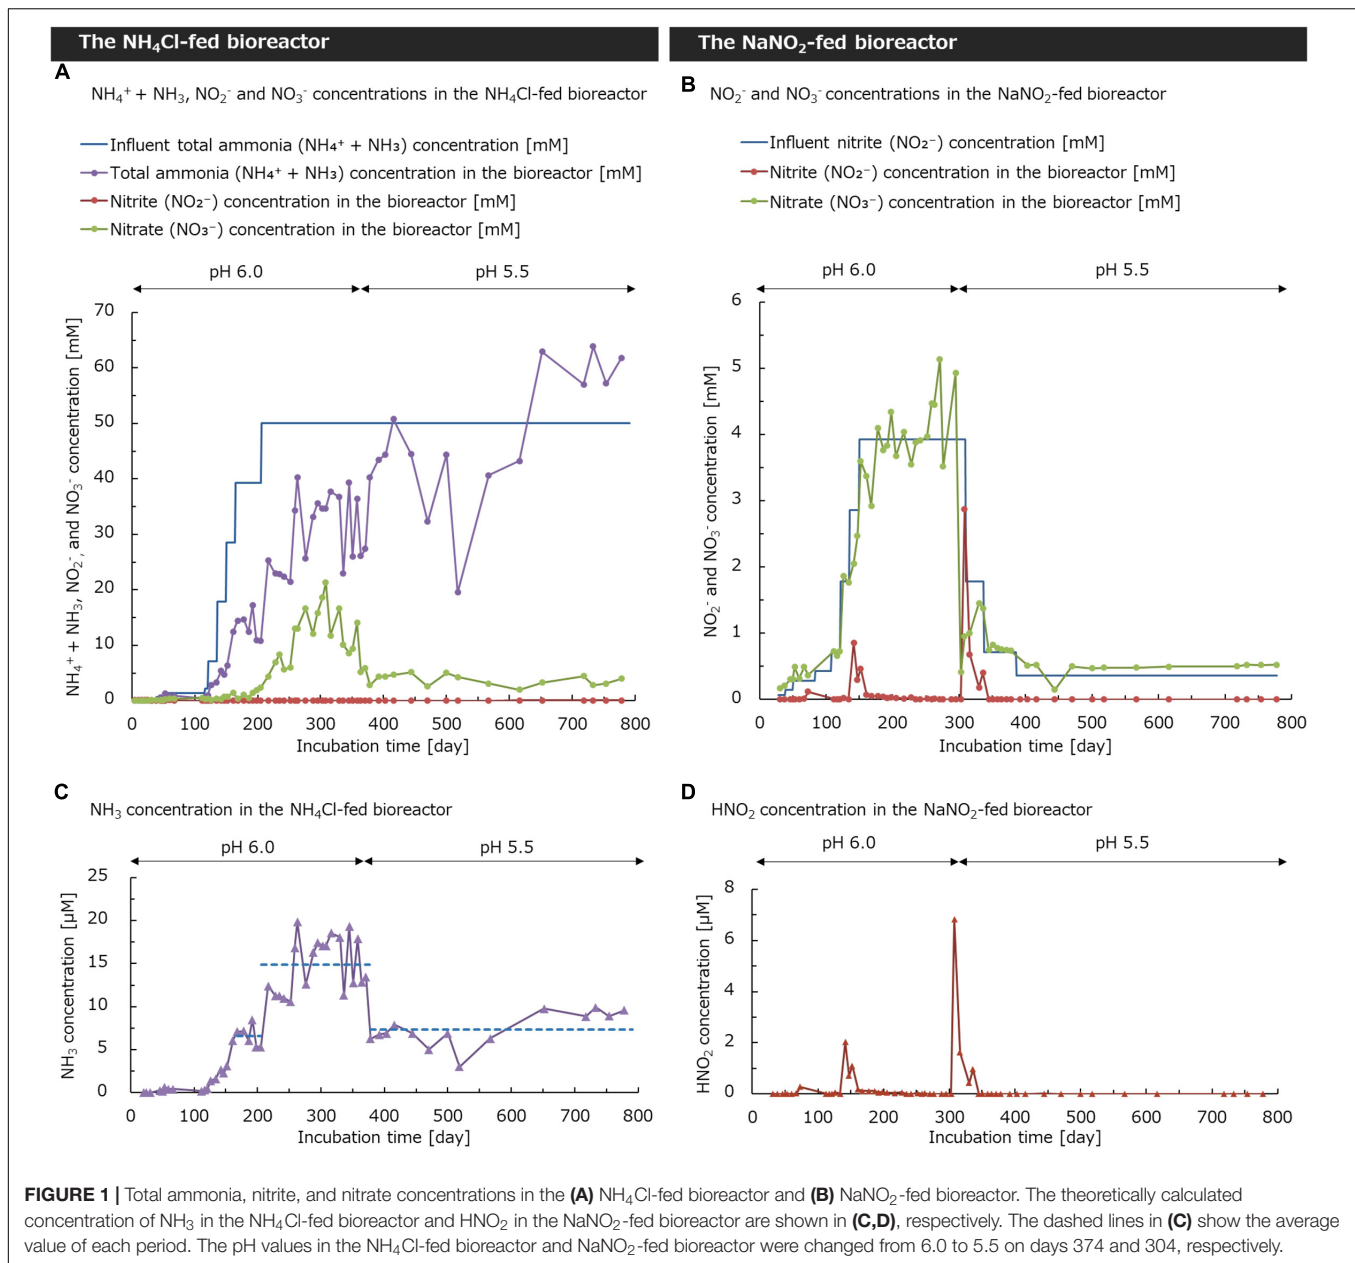 The NH₄Cl-fed bioreactor
The NaNO₂-fed bioreactor
A
NH₄⁺ + NH₃, NO₂⁻ and NO₃⁻ concentrations in the NH₄Cl-fed bioreactor
Influent total ammonia (NH₄⁺ + NH₃) concentration [mM]
Total ammonia (NH₄⁺ + NH₃) concentration in the bioreactor [mM]
Nitrite (NO₂⁻) concentration in the bioreactor [mM]
Nitrate (NO₃⁻) concentration in the bioreactor [mM]
pH 6.0
pH 5.5
NH₄⁺ + NH₃, NO₂⁻, and NO₃⁻ concentration [mM]
70
60
50
40
30
20
10
0
0 100 200 300 400 500 600 700 800
Incubation time [day]
B
NO₂⁻ and NO₃⁻ concentrations in the NaNO₂-fed bioreactor
Influent nitrite (NO₂⁻) concentration [mM]
Nitrite (NO₂⁻) concentration in the bioreactor [mM]
Nitrate (NO₃⁻) concentration in the bioreactor [mM]
pH 6.0
pH 5.5
NO₂⁻ and NO₃⁻ concentration [mM]
6
5
4
3
2
1
0
0 100 200 300 400 500 600 700 800
Incubation time [day]
C
NH₃ concentration in the NH₄Cl-fed bioreactor
pH 6.0
pH 5.5
NH₃ concentration [µM]
25
20
15
10
5
0
0 100 200 300 400 500 600 700 800
Incubation time [day]
D
HNO₂ concentration in the NaNO₂-fed bioreactor
pH 6.0
pH 5.5
HNO₂ concentration [µM]
8
6
4
2
0
0 100 200 300 400 500 600 700 800
Incubation time [day]
FIGURE 1 | Total ammonia, nitrite, and nitrate concentrations in the (A) NH₄Cl-fed bioreactor and (B) NaNO₂-fed bioreactor. The theoretically calculated
concentration of NH₃ in the NH₄Cl-fed bioreactor and HNO₂ in the NaNO₂-fed bioreactor are shown in (C,D), respectively. The dashed lines in (C) show the average
value of each period. The pH values in the NH₄Cl-fed bioreactor and NaNO₂-fed bioreactor were changed from 6.0 to 5.5 on days 374 and 304, respectively.